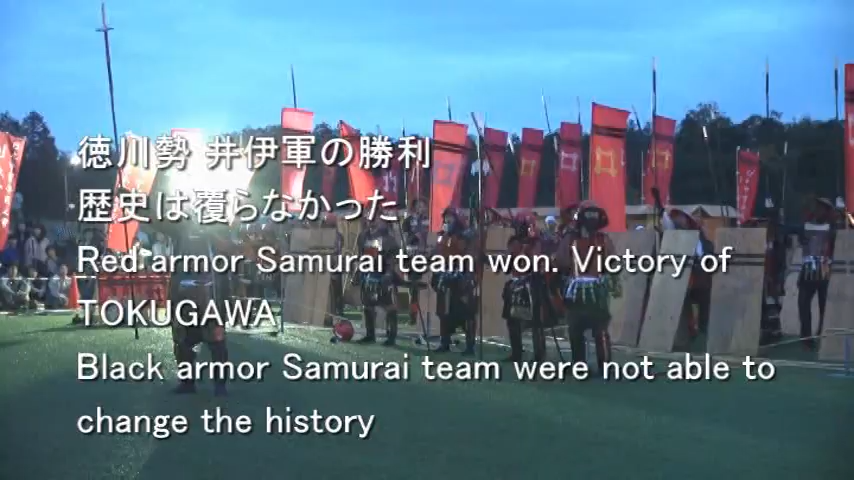 徳川勢 井伊軍の勝利
歴史は覆らなかった
Red armor Samurai team won. Victory of
TOKUGAWA
Black armor Samurai team were not able to
change the history